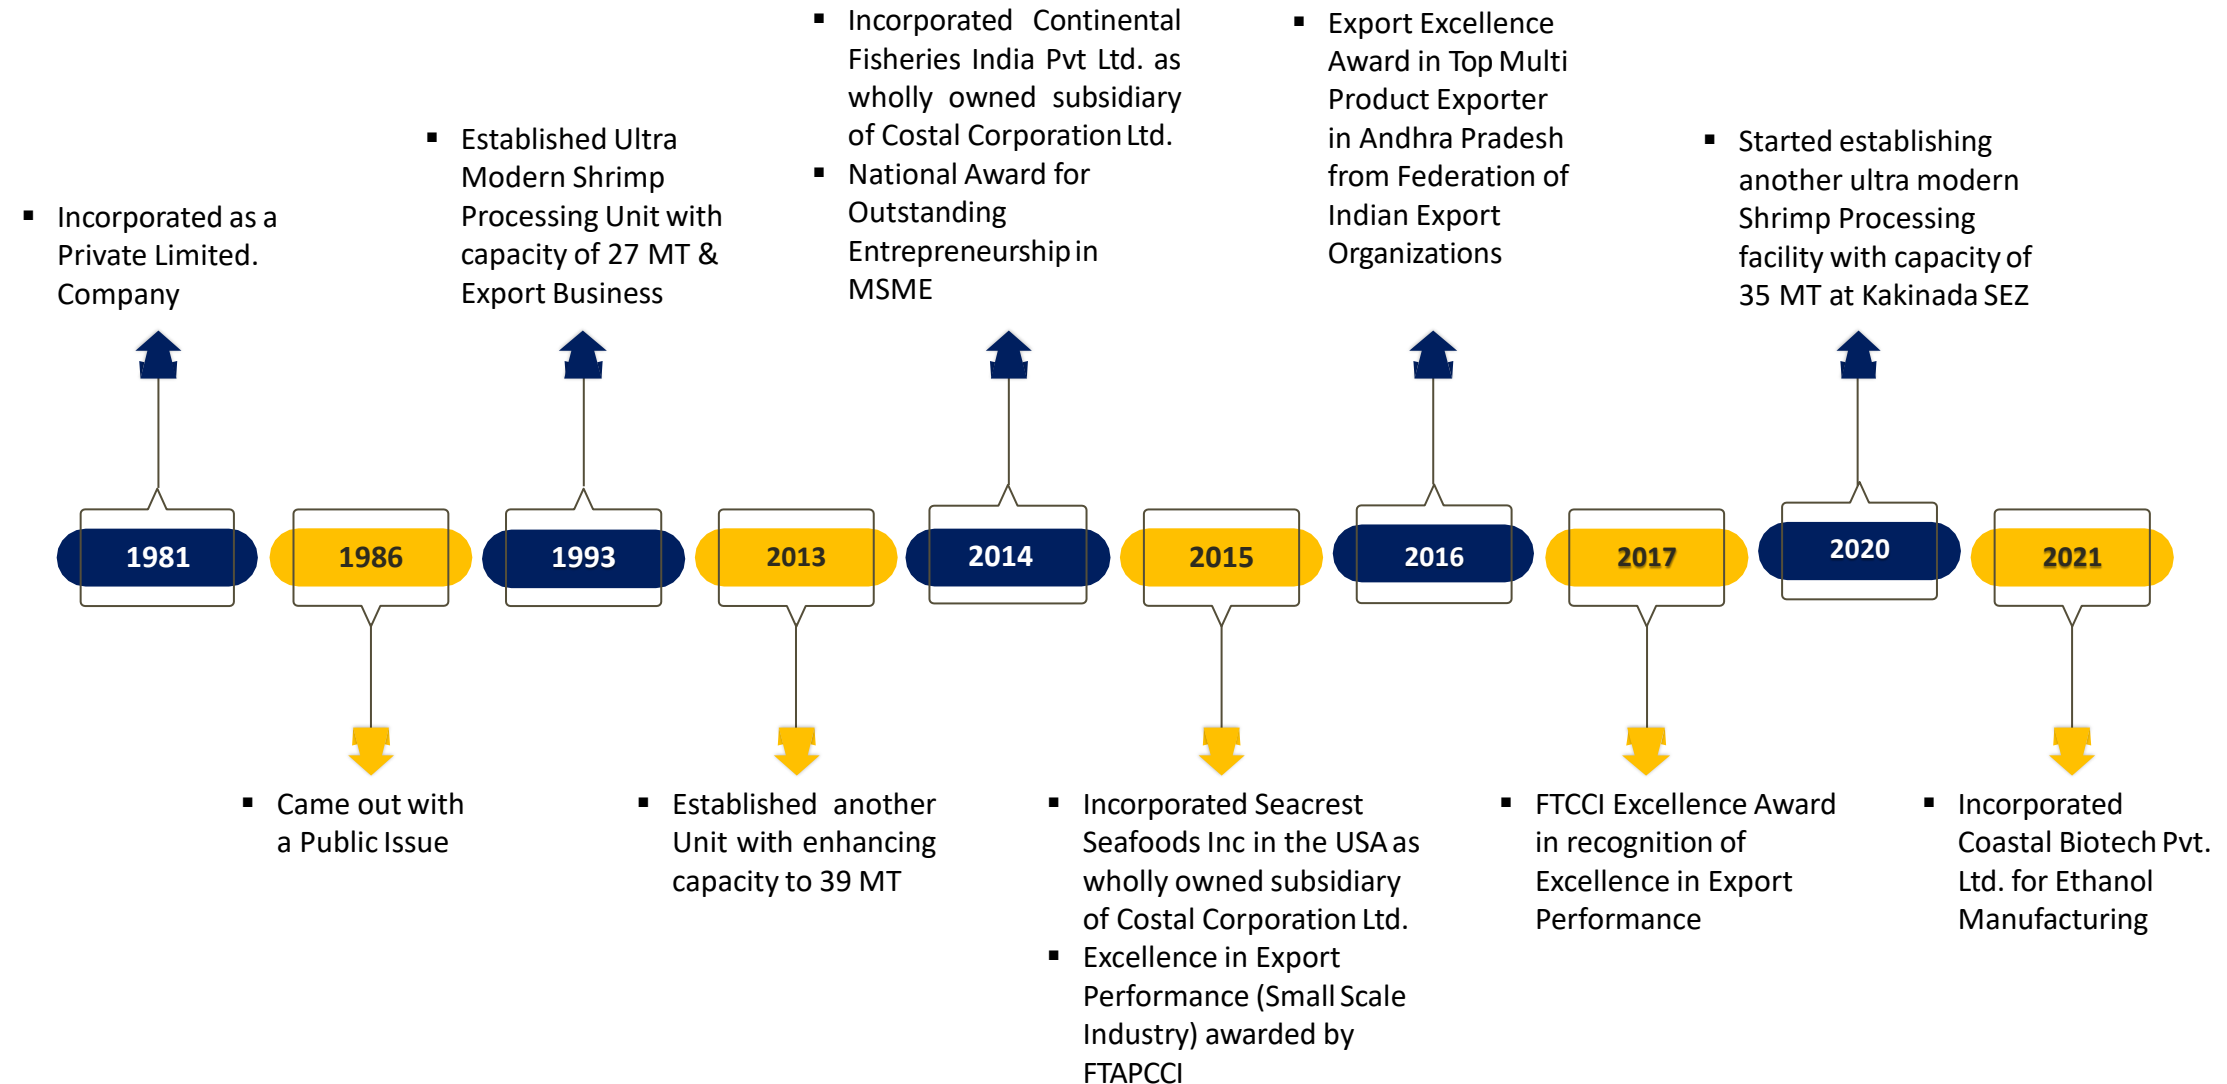 ▪ Incorporated as a
Private Limited.
Company
▪ Established Ultra
Modern Shrimp
Processing Unit with
capacity of 27 MT &
Export Business
▪ Incorporated Continental
Fisheries India Pvt Ltd. as
wholly owned subsidiary
of Costal Corporation Ltd.
▪ National Award for
Outstanding
Entrepreneurship in
MSME
▪ Export Excellence
Award in Top Multi
Product Exporter
in Andhra Pradesh
from Federation of
Indian Export
Organizations
▪ Started establishing
another ultra modern
Shrimp Processing
facility with capacity of
35 MT at Kakinada SEZ
1981
1986
1993
2013
2014
2015
2016
2017
2020
2021
▪ Came out with
a Public Issue
▪ Established another
Unit with enhancing
capacity to 39 MT
▪ Incorporated Seacrest
Seafoods Inc in the USA as
wholly owned subsidiary
of Costal Corporation Ltd.
▪ Excellence in Export
Performance (Small Scale
Industry) awarded by
FTAPCCI
▪ FTCCI Excellence Award
in recognition of
Excellence in Export
Performance
▪ Incorporated
Coastal Biotech Pvt.
Ltd. for Ethanol
Manufacturing